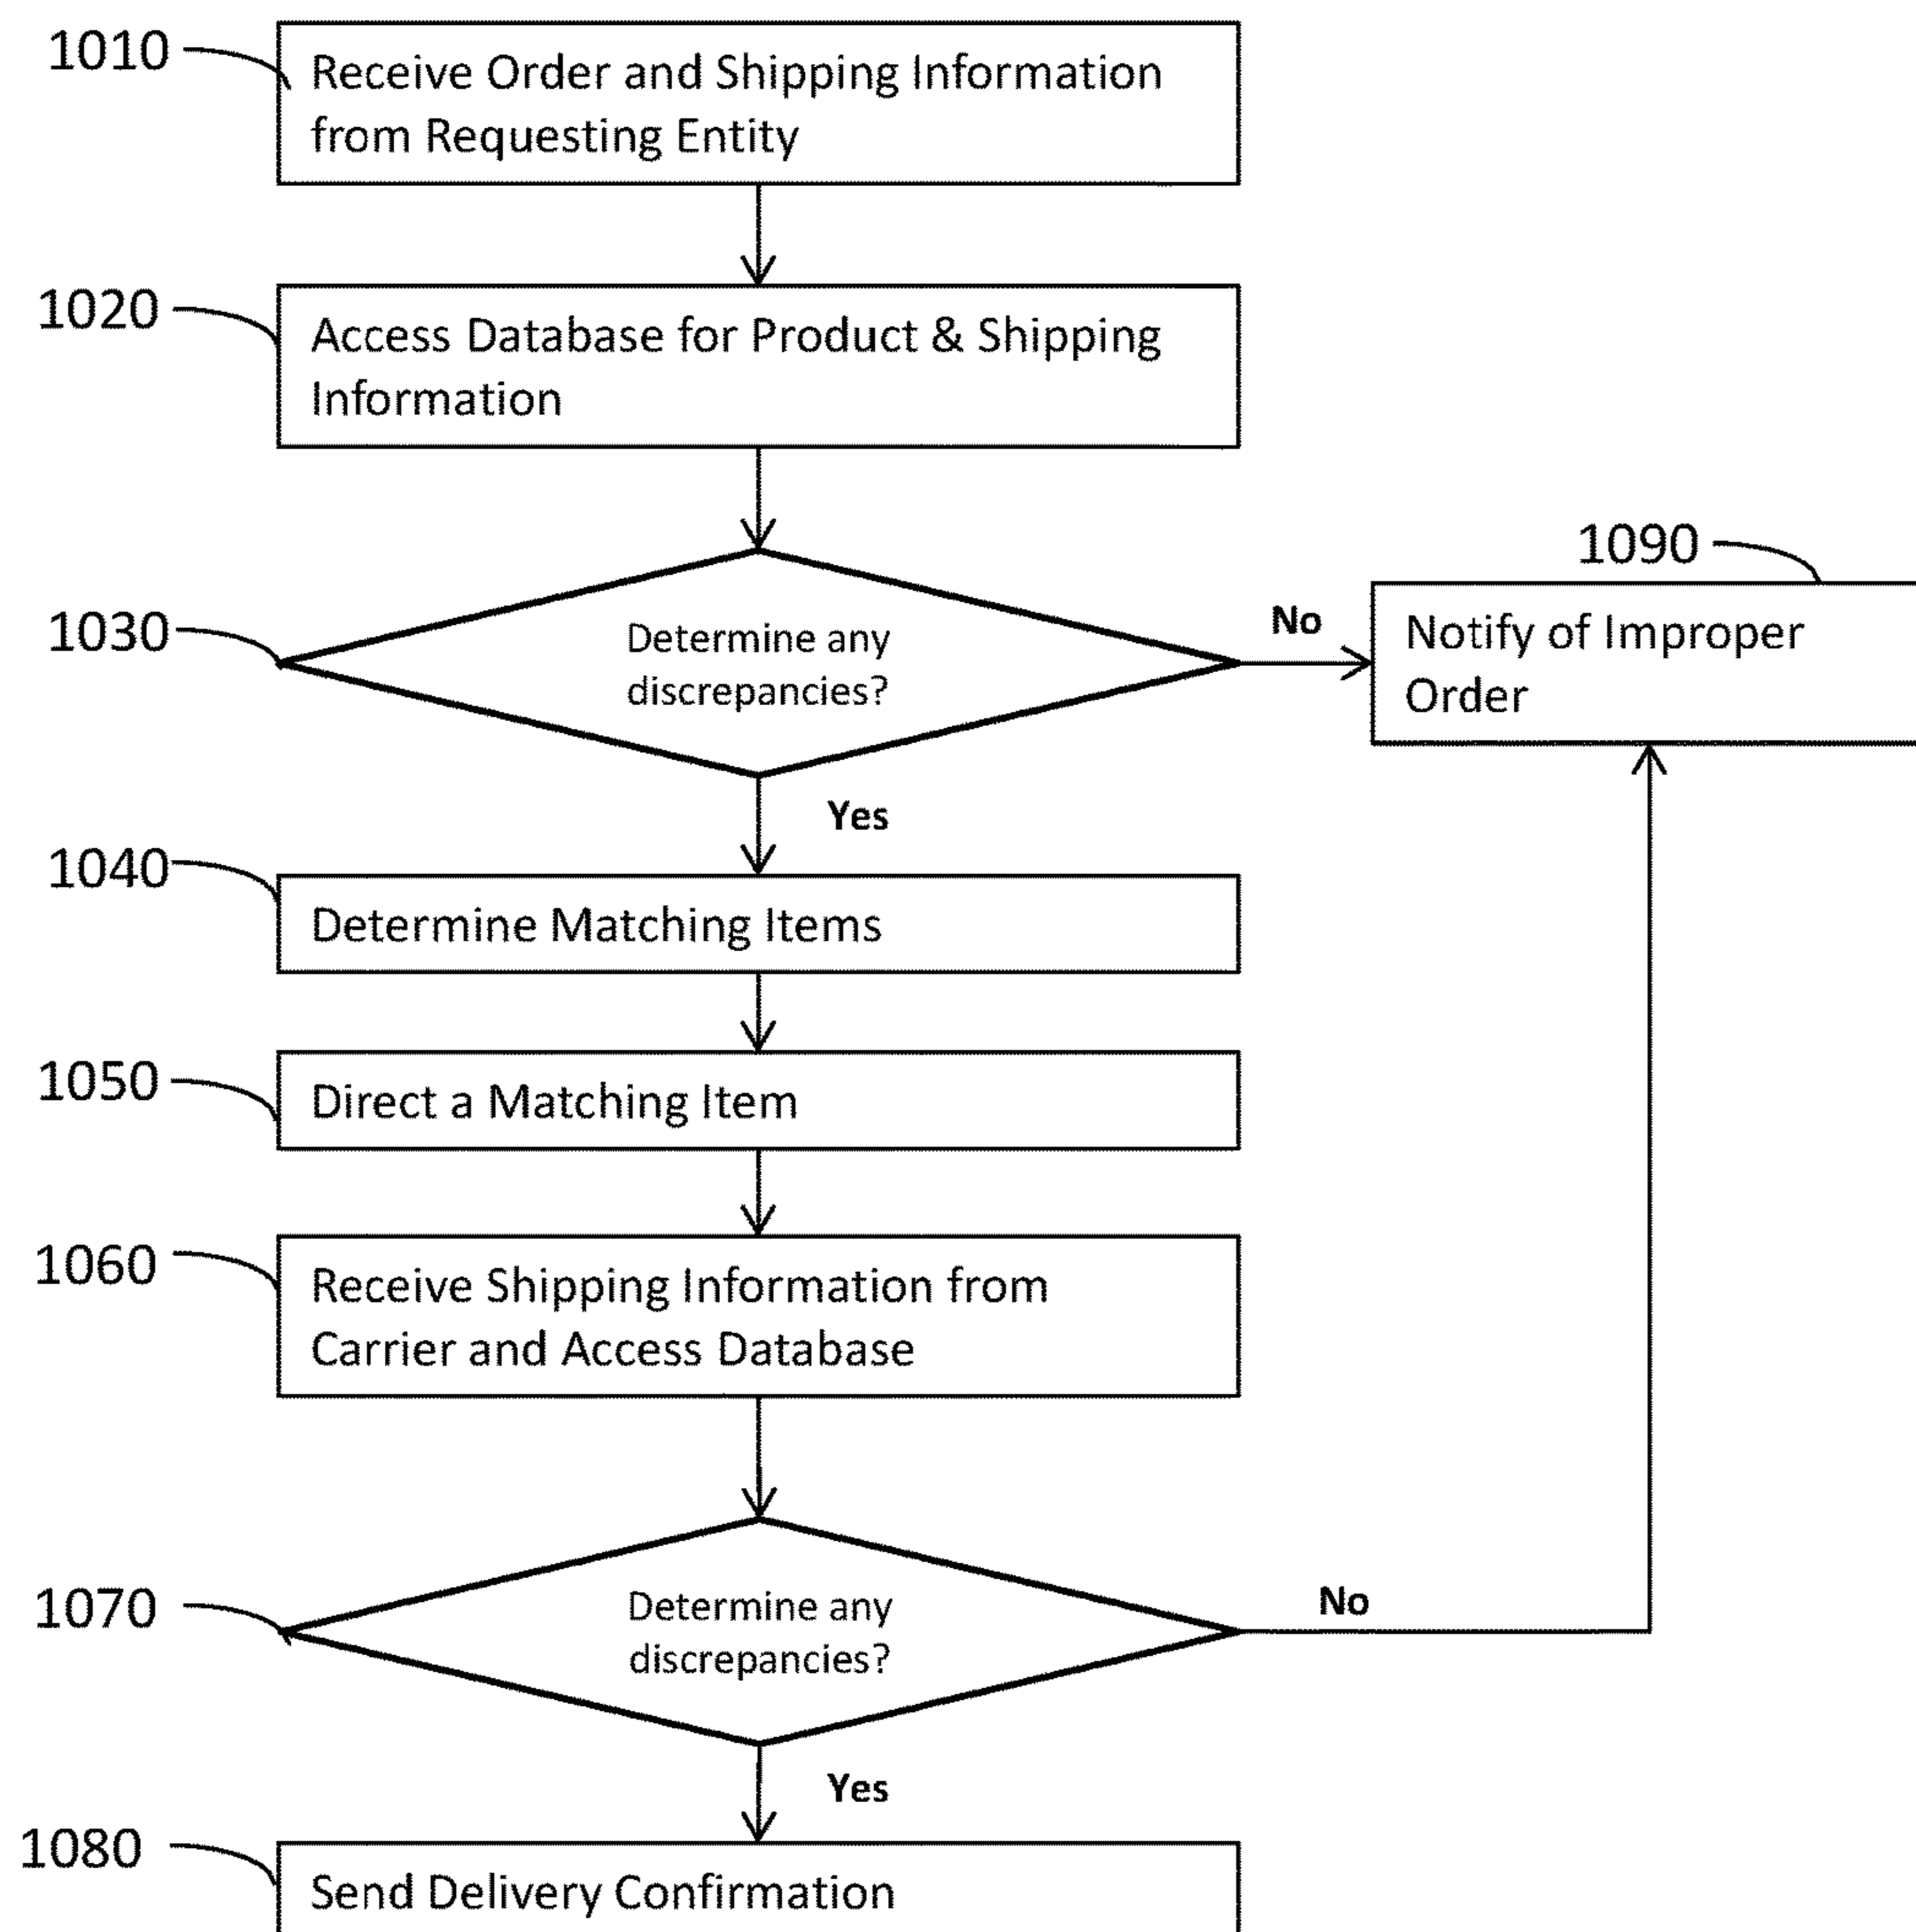 1010
Receive Order and Shipping Information
from Requesting Entity
1020
Access Database for Product & Shipping
Information
1030
Determine any
discrepancies?
No
1090
Notify of Improper
Order
Yes
1040
Determine Matching Items
1050
Direct a Matching Item
1060
Receive Shipping Information from
Carrier and Access Database
1070
Determine any
discrepancies?
No
Yes
1080
Send Delivery Confirmation